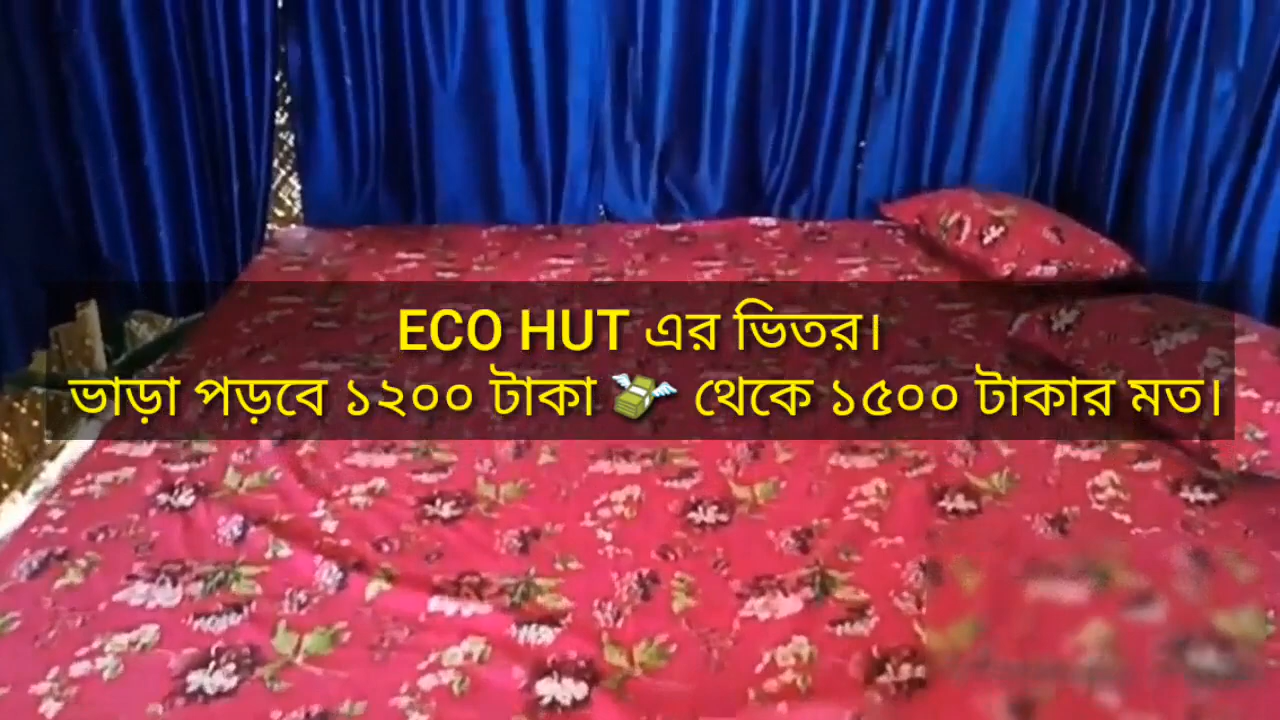 ECO HUT এর ভিতর।
ভাড়া পড়বে ১২০০ টাকা 💸 থেকে ১৫০০ টাকার মত।